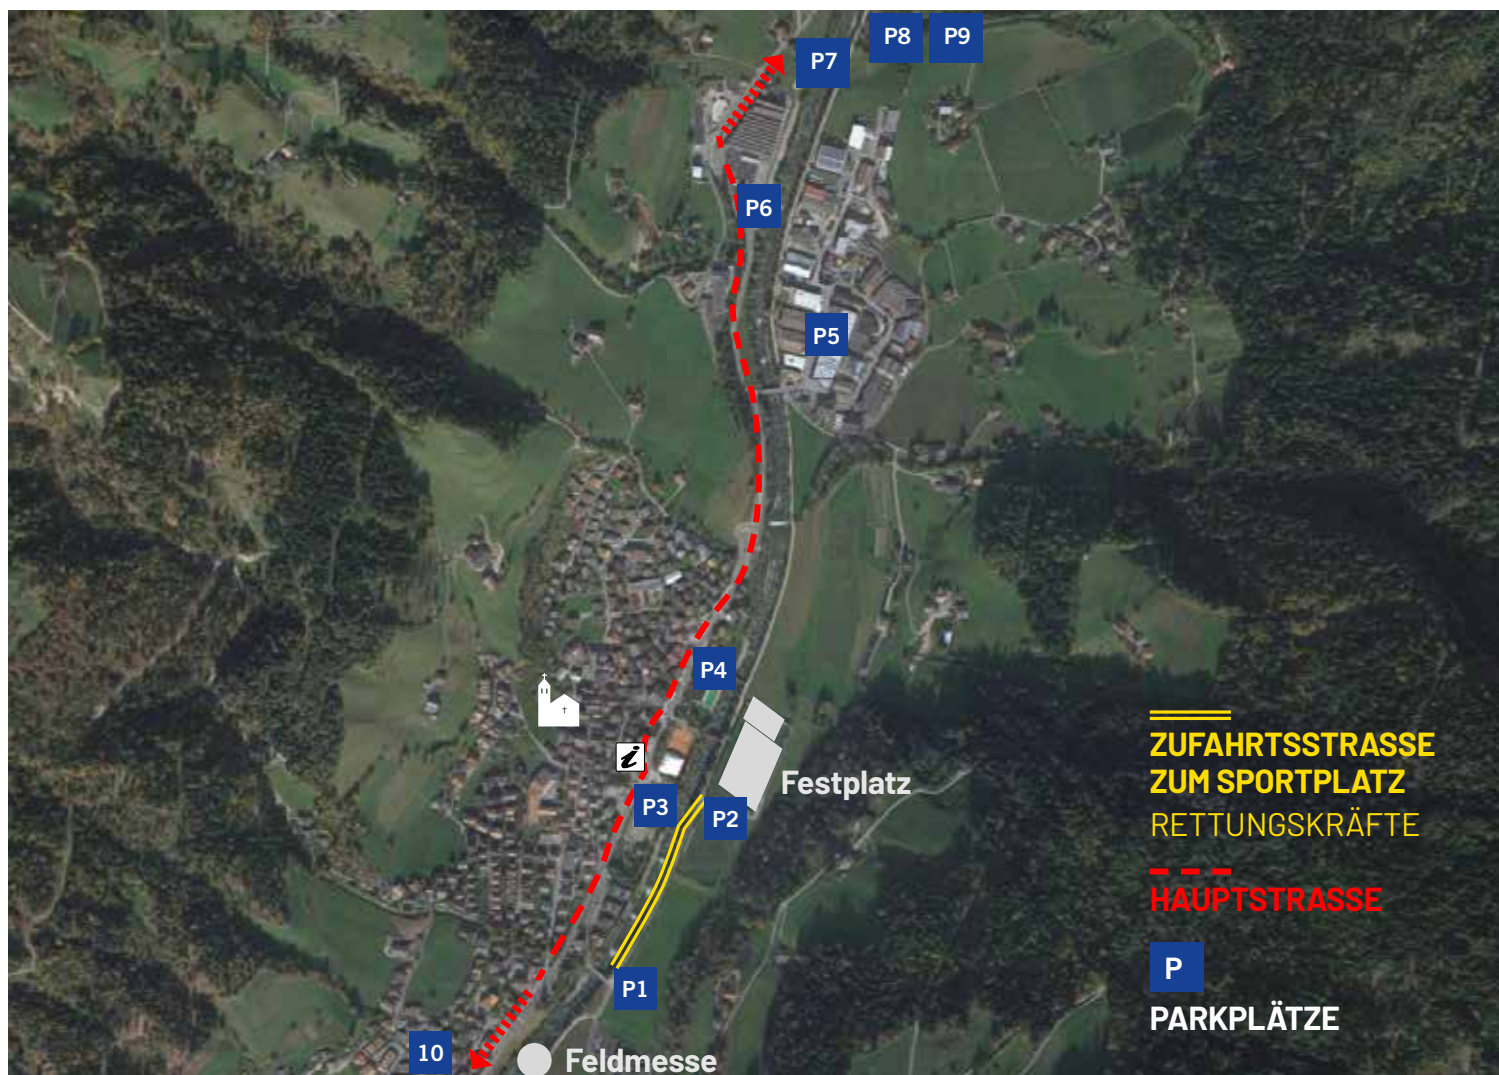 P8
P9
P7
P6
P5
P4
i
P3
P2
Festplatz
P1
10
Feldmesse
ZUFAHRTSSTRASSE
ZUM SPORTPLATZ
RETTUNGSKRÄFTE
HAUPTSTRASSE
P
PARKPLÄTZE